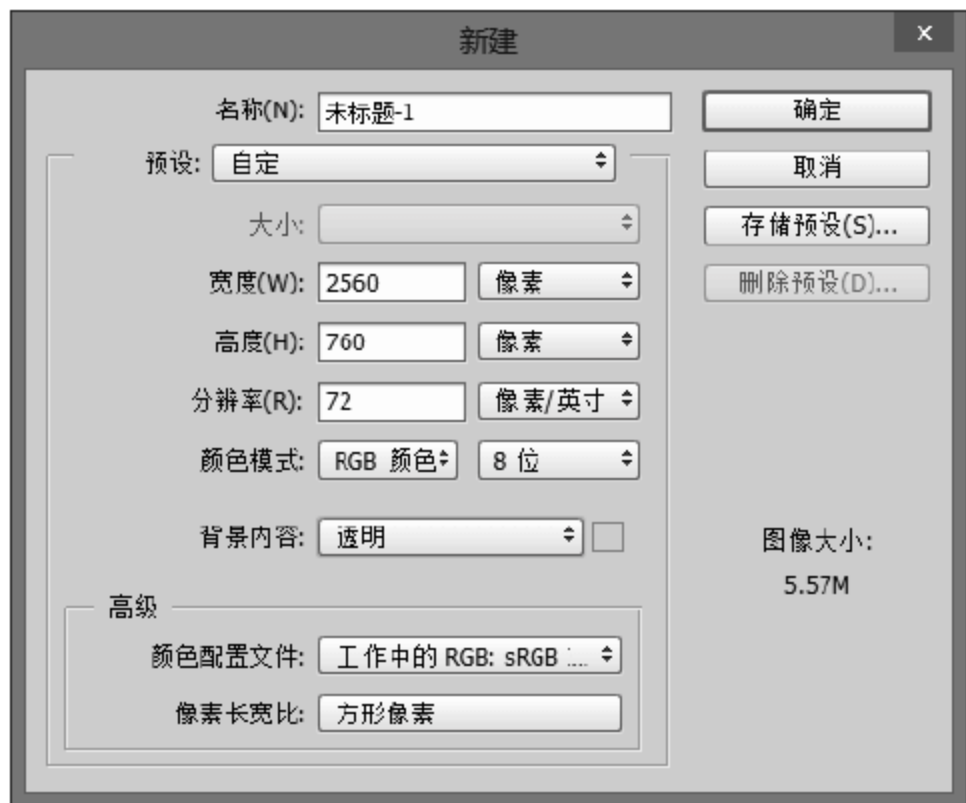 新建
x
名称(N): 未标题-1
确定
预设: 自定
取消
大小:
存储预设(S)...
宽度(W): 2560 像素
删除预设(D)...
高度(H): 760 像素
分辨率(R): 72 像素/英寸
颜色模式: RGB 颜色 8 位
背景内容: 透明
图像大小:
5.57M
高级
颜色配置文件: 工作中的 RGB: sRGB ...
像素长宽比: 方形像素